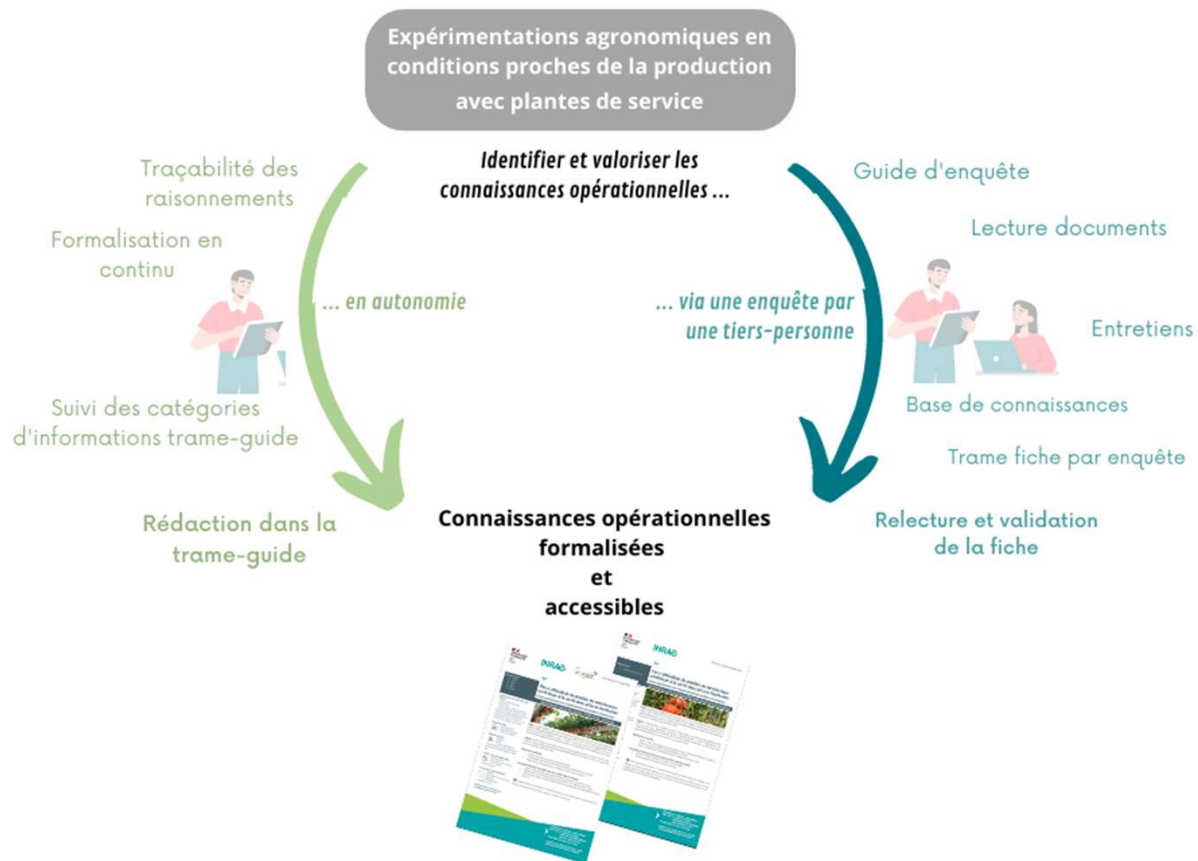 Expérimentations agronomiques en
conditions proches de la production
avec plantes de service
Identifier et valoriser les
connaissances opérationnelles ...
Traçabilité des
raisonnements
Formalisation en
continu
... en autonomie
Suivi des catégories
d'informations trame-guide
Rédaction dans la
trame-guide
Guide d'enquête
Lecture documents
... via une enquête par
une tiers-personne
Entretiens
Base de connaissances
Trame fiche par enquête
Relecture et validation
de la fiche
Connaissances opérationnelles
formalisées
et
accessibles
INRAE
INRAE